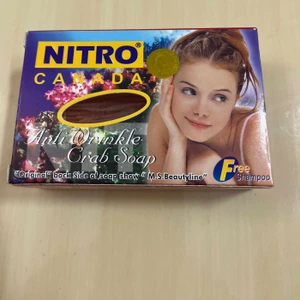 NITRO®
CANADA
Anti Wrinkle
Crab Soap
"Original" Back Side of soap show "M.S.Beautyline"
Free
Shampoo